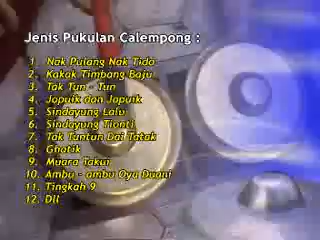 Jenis Pukulan Calempong :
1. Nak Pulang Nak Tido
2. Kakak Timbang Baju
3. Tak Tun - Tun
4. Jopuik dan Jopuik
5. Sindayung Lalu
6. Sindayung Tionti
7. Tak Tuntun Dai Tatak
8. Ghotik
9. Muara Takui
10. Ambu - ambu Oyu Duani
11. Tingkah 9
12. Dll